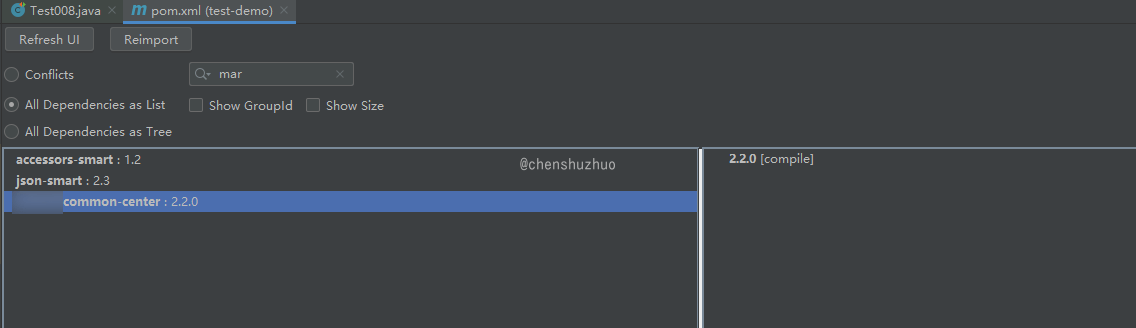 Test008.java
pom.xml (test-demo)
Refresh UI
Reimport
Conflicts
mar
All Dependencies as List
Show GroupId
Show Size
All Dependencies as Tree
accessors-smart : 1.2
@chenshuzhuo
2.2.0 [compile]
json-smart : 2.3
common-center : 2.2.0